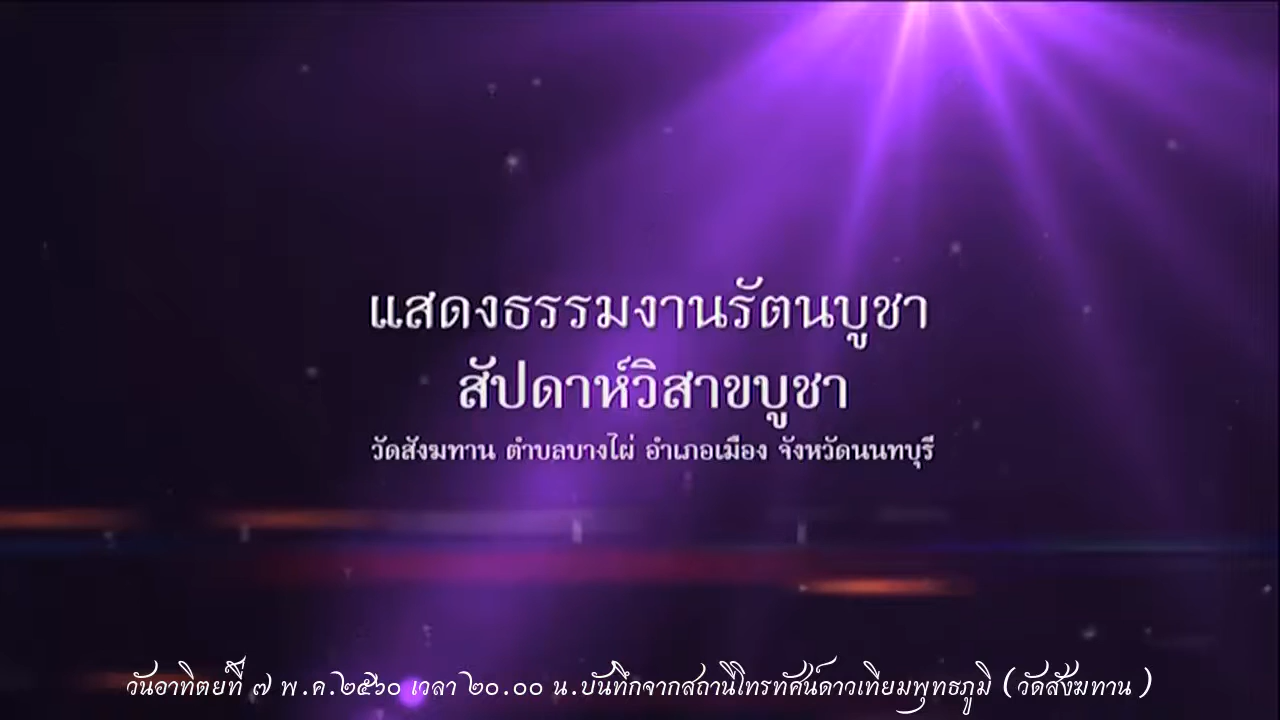 แสดงธรรมงานรัตนบูชา
สัปดาห์วิสาขบูชา
วัดสังฆทาน ตำบลบางไผ่ อำเภอเมือง จังหวัดนนทบุรี
วันอาทิตยที่ ๗ พ.ค.๒๕๖๐ เวลา ๒๐.๐๐ น.บันทึกจากสถานีโทรทัศน์ดาวเทียมพุทธภูมิ (วัดสังฆทาน )